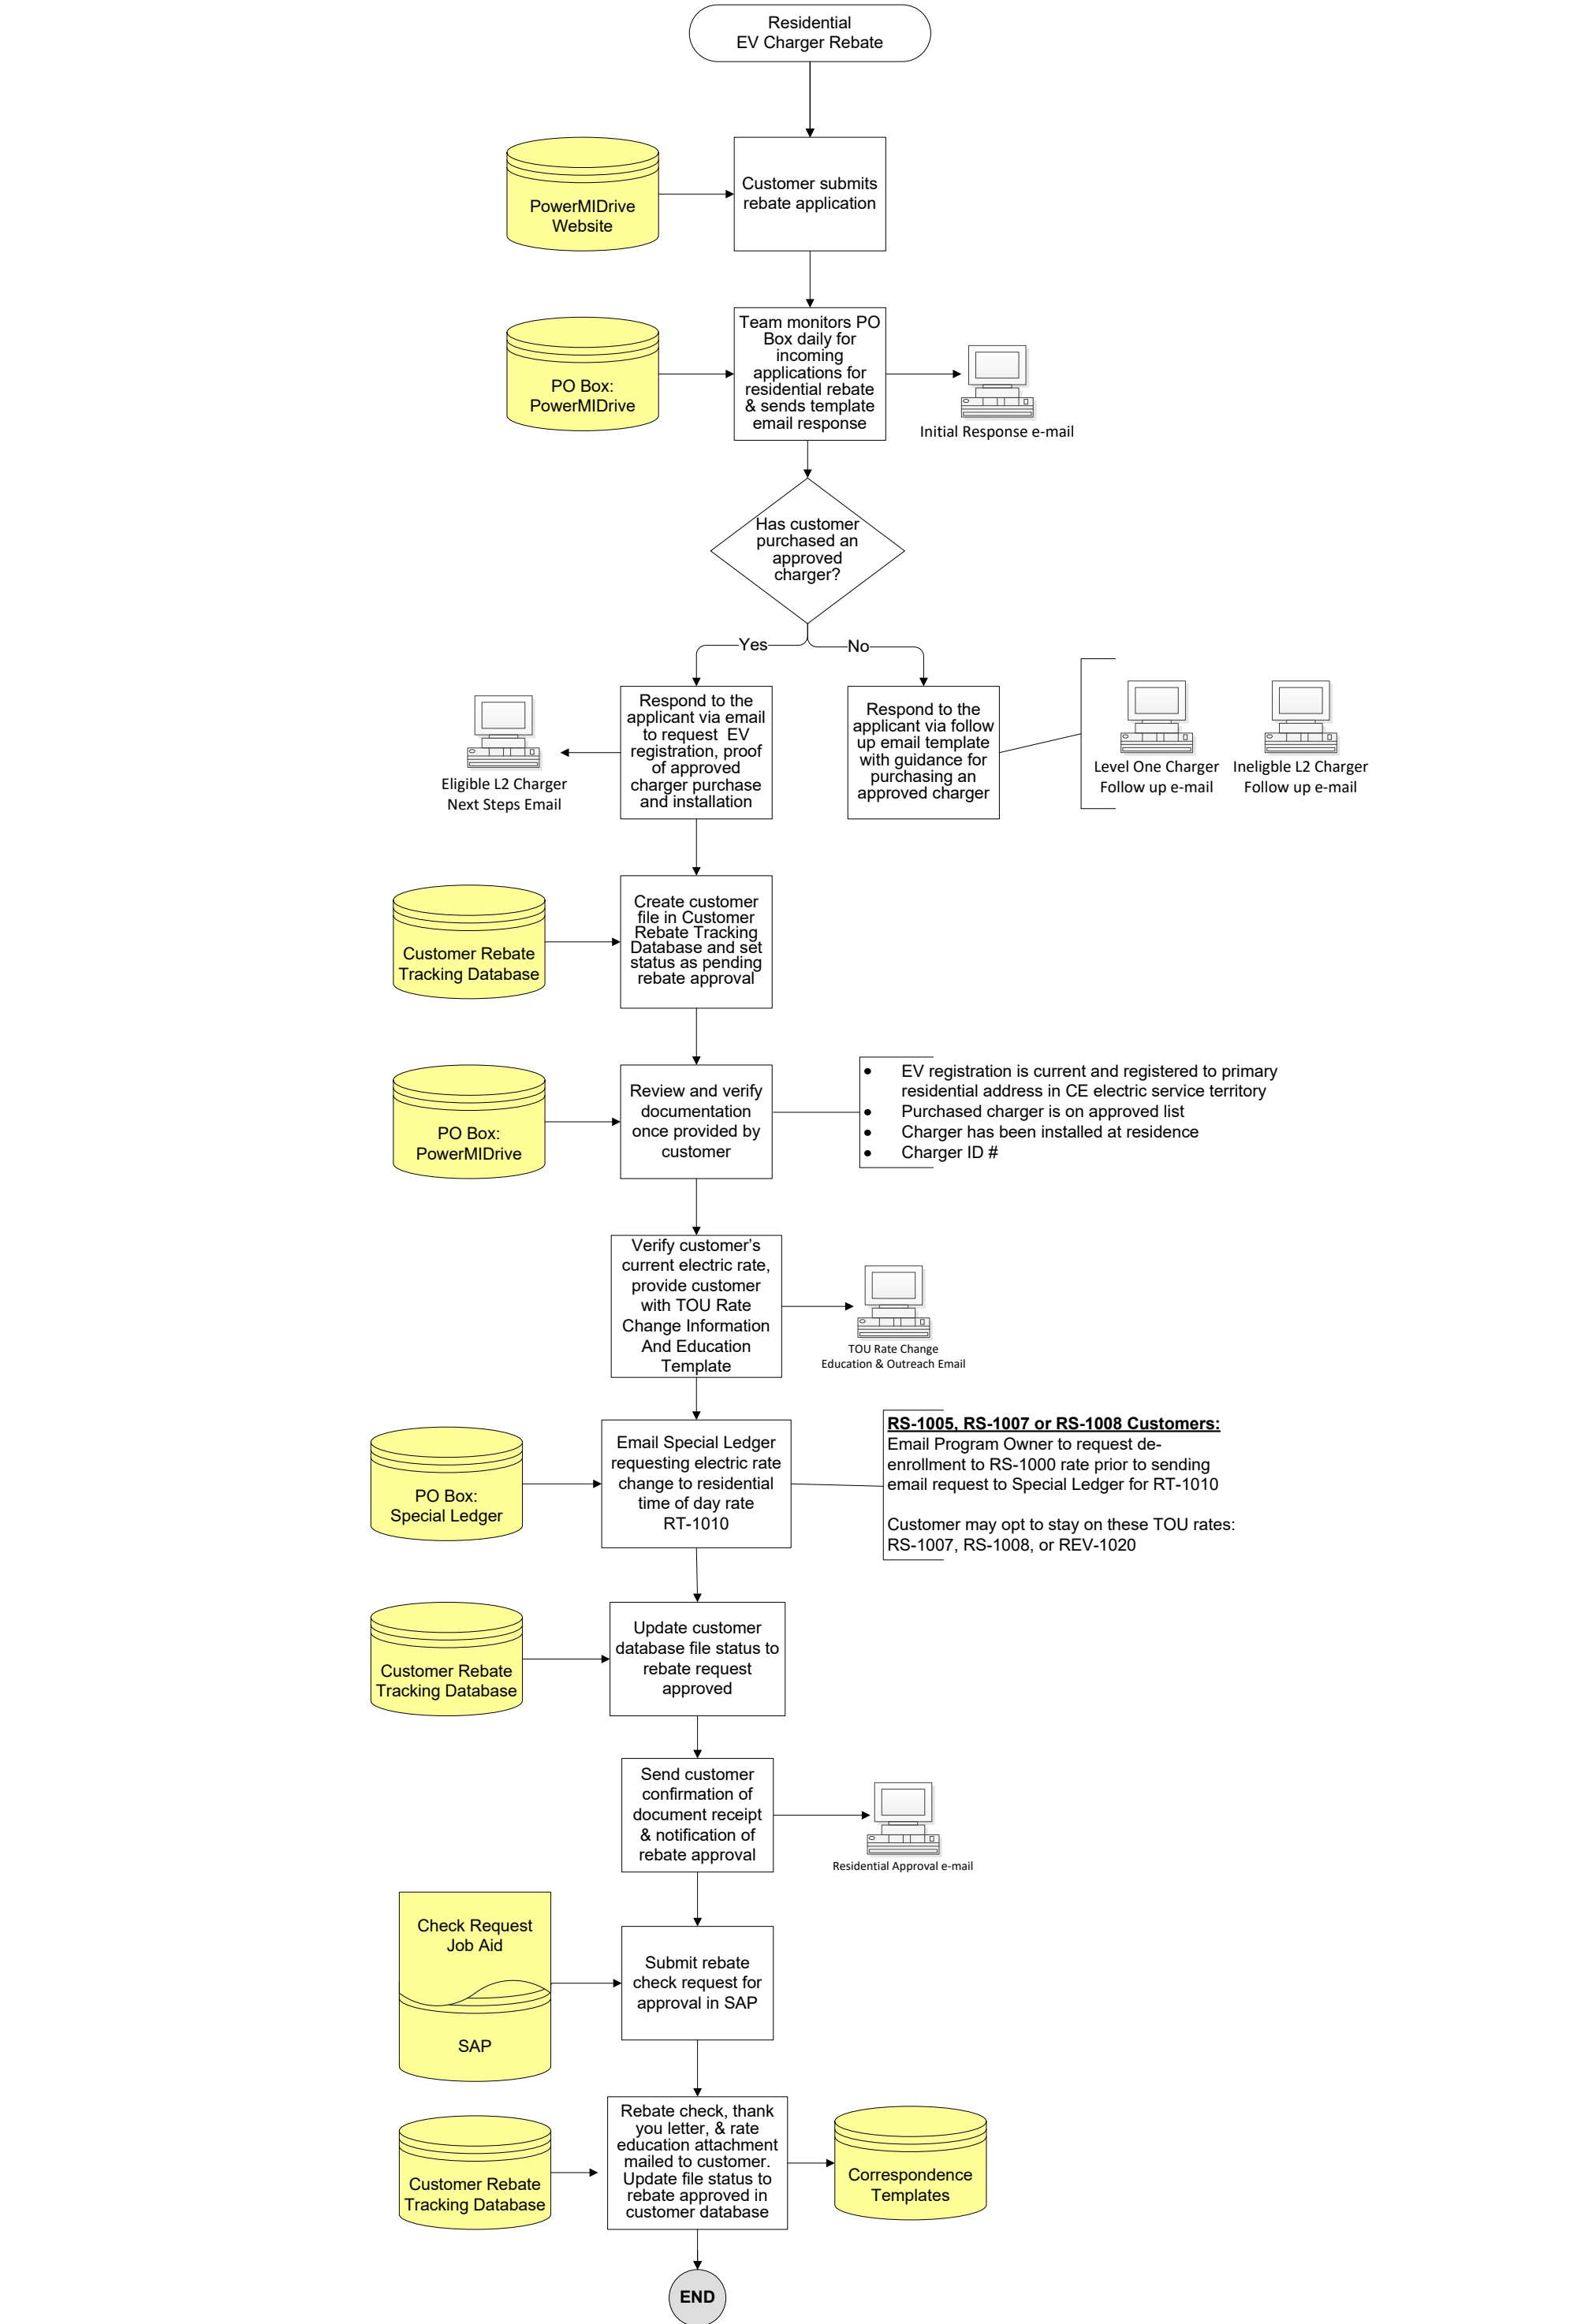 Residential
EV Charger Rebate
PowerMIDrive
Website
Customer submits
rebate application
PO Box:
PowerMIDrive
Team monitors PO
Box daily for
incoming
applications for
residential rebate
& sends template
email response
Initial Response e-mail
Has customer
purchased an
approved
charger?
Yes
No
Eligible L2 Charger
Next Steps Email
Respond to the
applicant via email
to request EV
registration, proof
of approved
charger purchase
and installation
Respond to the
applicant via follow
up email template
with guidance for
purchasing an
approved charger
Level One Charger
Follow up e-mail
Ineligble L2 Charger
Follow up e-mail
Customer Rebate
Tracking Database
Create customer
file in Customer
Rebate Tracking
Database and set
status as pending
rebate approval
PO Box:
PowerMIDrive
Review and verify
documentation
once provided by
customer
• EV registration is current and registered to primary
residential address in CE electric service territory
• Purchased charger is on approved list
• Charger has been installed at residence
• Charger ID #
Verify customer’s
current electric rate,
provide customer
with TOU Rate
Change Information
And Education
Template
TOU Rate Change
Education & Outreach Email
PO Box:
Special Ledger
Email Special Ledger
requesting electric rate
change to residential
time of day rate
RT-1010
RS-1005, RS-1007 or RS-1008 Customers:
Email Program Owner to request de-
enrollment to RS-1000 rate prior to sending
email request to Special Ledger for RT-1010
Customer may opt to stay on these TOU rates:
RS-1007, RS-1008, or REV-1020
Customer Rebate
Tracking Database
Update customer
database file status to
rebate request
approved
Send customer
confirmation of
document receipt
& notification of
rebate approval
Residential Approval e-mail
Check Request
Job Aid
SAP
Submit rebate
check request for
approval in SAP
Customer Rebate
Tracking Database
Rebate check, thank
you letter, & rate
education attachment
mailed to customer.
Update file status to
rebate approved in
customer database
Correspondence
Templates
END